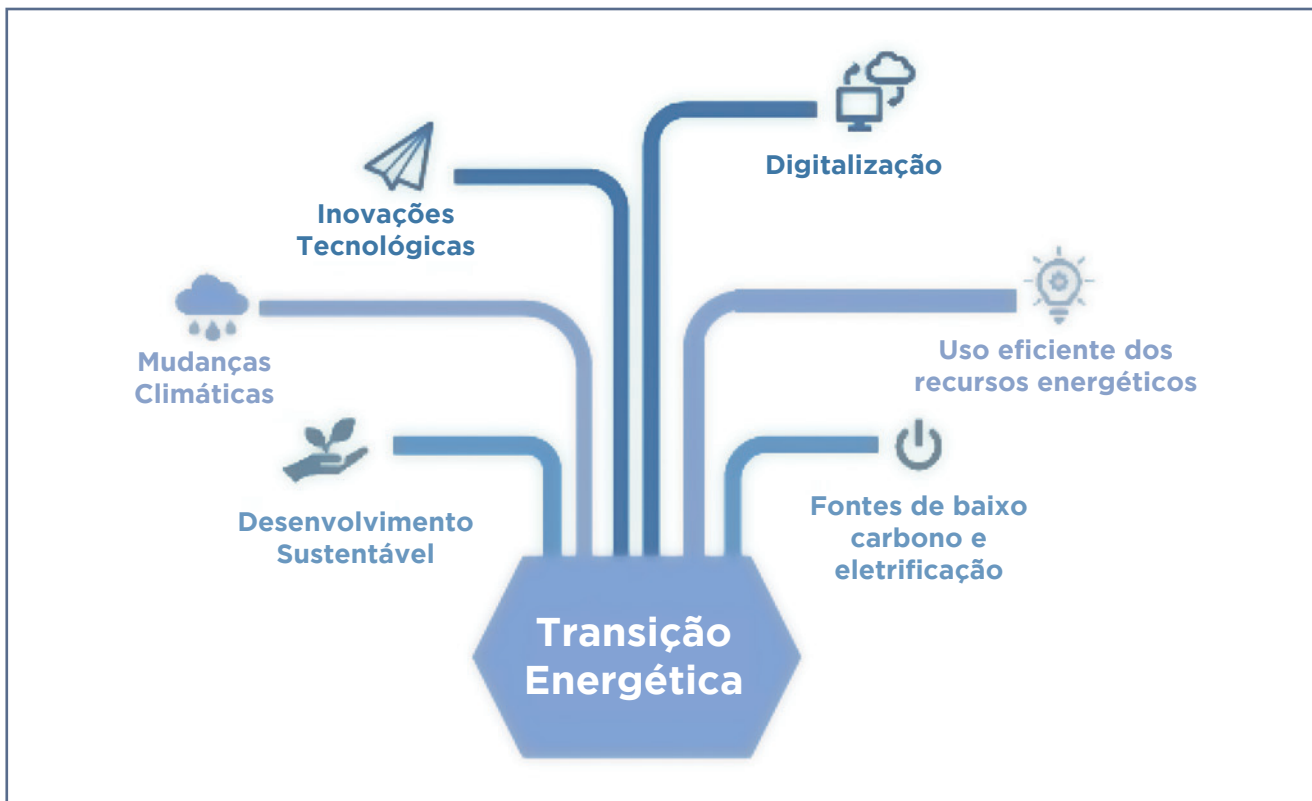 Digitalização
Inovações
Tecnológicas
Mudanças
Climáticas
Uso eficiente dos
recursos energéticos
Desenvolvimento
Sustentável
Fontes de baixo
carbono e
eletrificação
Transição
Energética